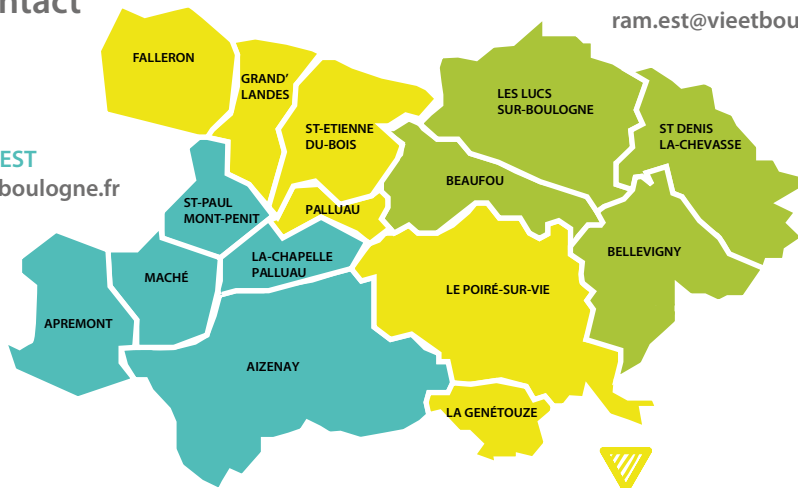 ntact
ram.est@vieetbou
FALLERON
GRAND'
LANDES
LES LUCS
SUR-BOULOGNE
ST-ETIENNE
DU-BOIS
ST DENIS
LA-CHEVASSE
EST
boulogne.fr
BEAUFOU
ST-PAUL
MONT-PENIT
PALLUAU
BELLEVIGNY
LA-CHAPELLE
PALLUAU
MACHÉ
LE POIRÉ-SUR-VIE
APREMONT
AIZENAY
LA GENÉTOUZE